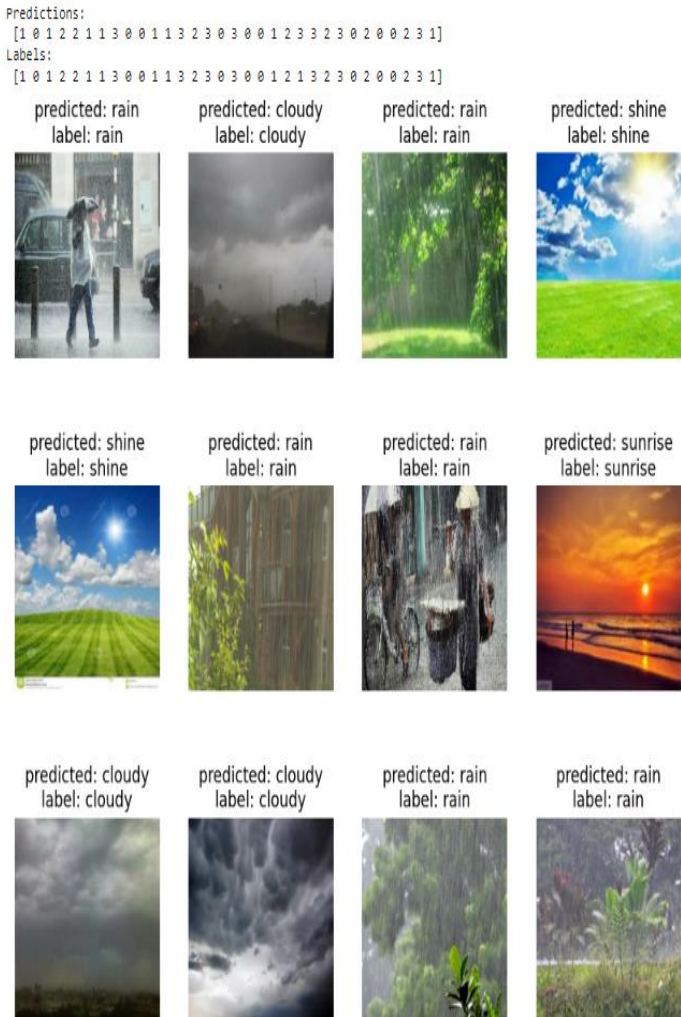 Predictions:
[1 0 1 2 2 1 1 3 0 0 1 1 3 2 3 0 3 0 0 1 2 3 3 2 3 0 2 0 0 2 3 1]
Labels:
[1 0 1 2 2 1 1 3 0 0 1 1 3 2 3 0 3 0 0 1 2 1 3 2 3 0 2 0 0 2 3 1]
predicted: rain
label: rain
predicted: cloudy
label: cloudy
predicted: rain
label: rain
predicted: shine
label: shine
predicted: shine
label: shine
predicted: rain
label: rain
predicted: rain
label: rain
predicted: sunrise
label: sunrise
predicted: cloudy
label: cloudy
predicted: cloudy
label: cloudy
predicted: rain
label: rain
predicted: rain
label: rain